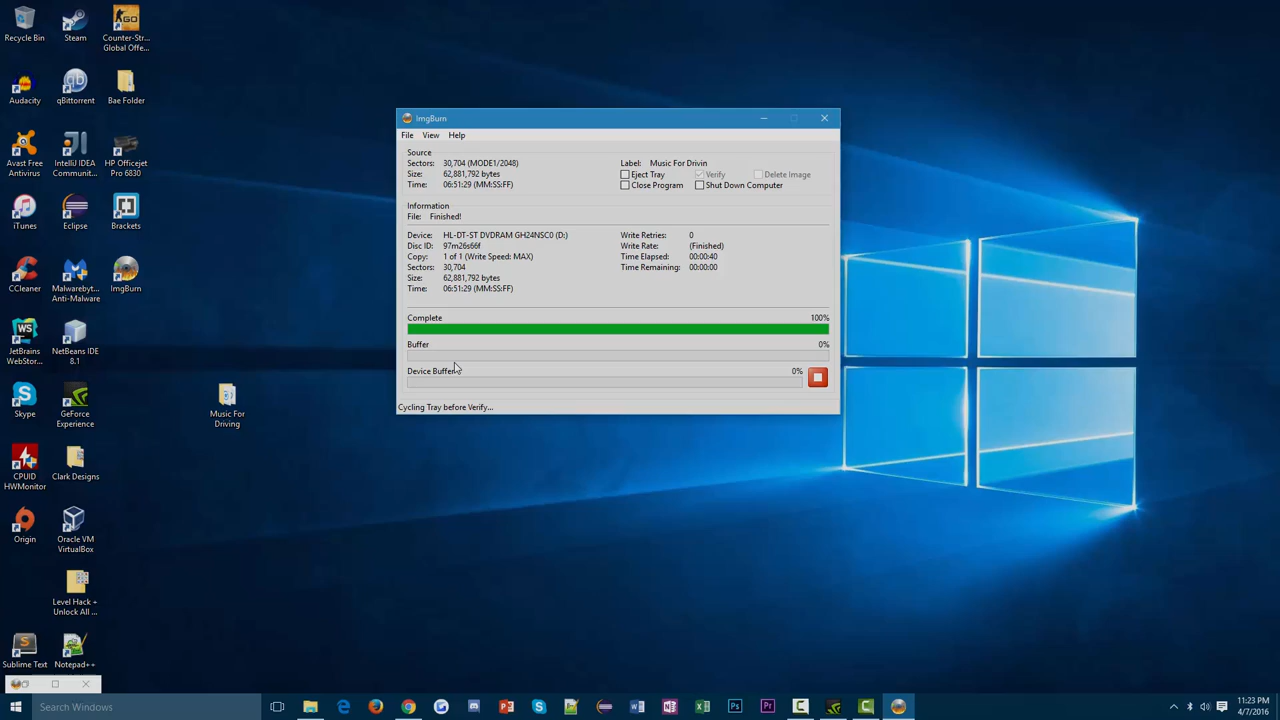 Recycle Bin
Steam
Counter-Str...
Global Offe...
Audacity
qBittorrent
Bae Folder
Avast Free
Antivirus
IntelliJ IDEA
Communit...
HP Officejet
Pro 6830
iTunes
Eclipse
Brackets
CCleaner
Malwarebyt...
Anti-Malware
ImgBurn
JetBrains
WebStor...
NetBeans IDE
8.1
Skype
GeForce
Experience
Music For
Driving
CPUID
HWMonitor
Clark Designs
Origin
Oracle VM
VirtualBox
Level Hack +
Unlock All ...
Sublime Text
Notepad++
ImgBurn
File View Help
Source
Sectors: 30,704 (MODE1/2048)
Size: 62,881,792 bytes
Time: 06:51:29 (MM:SS:FF)
Label: Music For Drivin
Eject Tray Verify Delete Image
Close Program Shut Down Computer
Information
File: Finished!
Device: HL-DT-ST DVDRAM GH24NSC0 (D:)
Disc ID: 97m26s66f
Copy: 1 of 1 (Write Speed: MAX)
Sectors: 30,704
Size: 62,881,792 bytes
Time: 06:51:29 (MM:SS:FF)
Write Retries: 0
Write Rate: (Finished)
Time Elapsed: 00:00:40
Time Remaining: 00:00:00
Complete 100%
Buffer 0%
Device Buffer 0%
Cycling Tray before Verify...
Search Windows
11:23 PM
4/7/2016